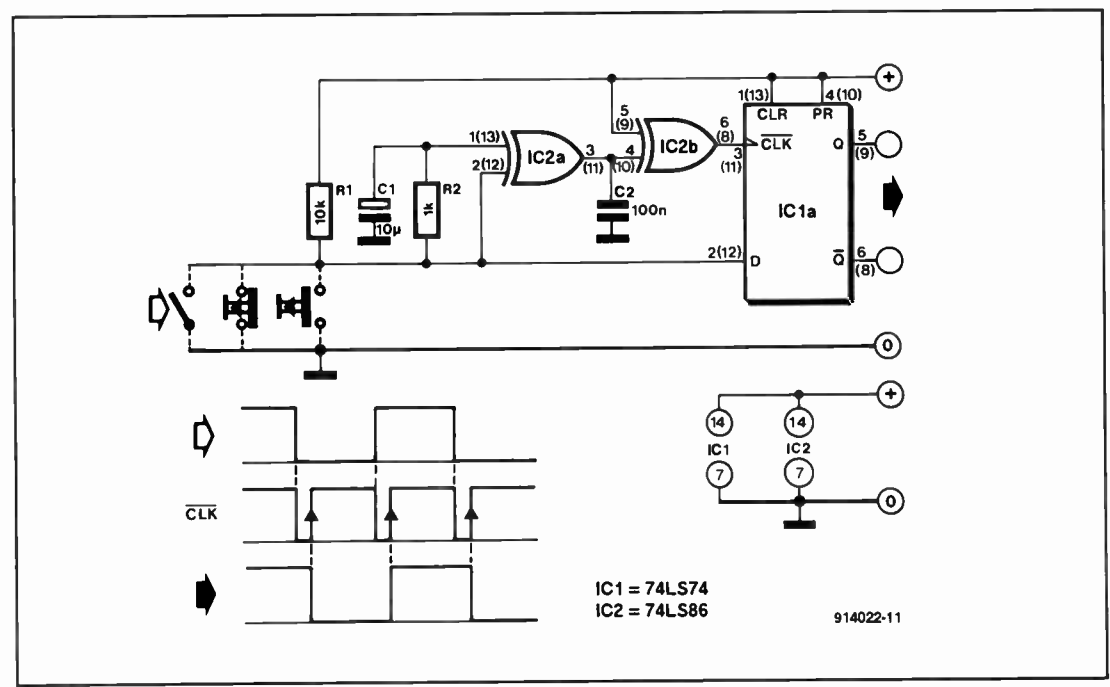 +
1(13)
4 (10)
CLR
PR
5
(9)
6
(8)
IC2b
CLK
3
(11)
Q
5
(9)
1(13)
IC2a
3
(11)
4
(10)
2(12)
R1
10k
C1
10µ
R2
1k
C2
100n
IC1a
2(12)
D
Q
6
(8)
0
+
14
14
IC1
IC2
7
7
0
CLK
IC1 = 74LS74
IC2 = 74LS86
914022-11